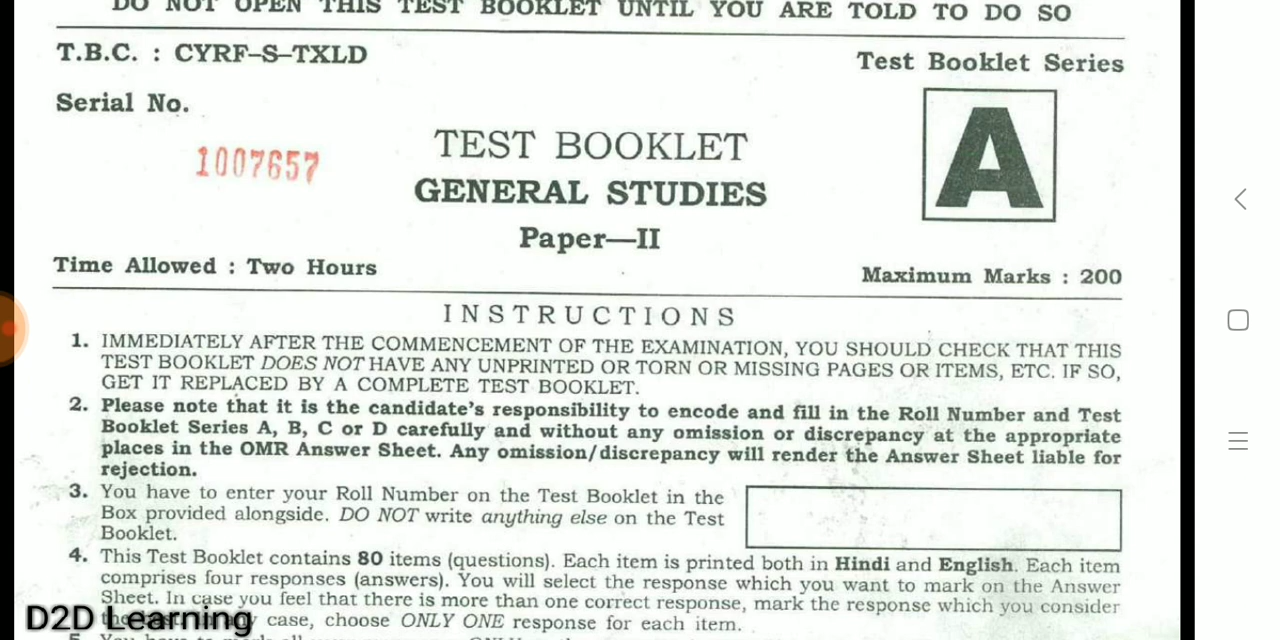 DO NOT OPEN THIS TEST BOOKLET UNTIL YOU ARE TOLD TO DO SO
T.B.C. : CYRF–S–TXLD
Test Booklet Series
Serial No.
A
1007657
TEST BOOKLET
GENERAL STUDIES
Paper—II
Time Allowed : Two Hours
Maximum Marks : 200
INSTRUCTIONS
1. IMMEDIATELY AFTER THE COMMENCEMENT OF THE EXAMINATION, YOU SHOULD CHECK THAT THIS
TEST BOOKLET DOES NOT HAVE ANY UNPRINTED OR TORN OR MISSING PAGES OR ITEMS, ETC. IF SO,
GET IT REPLACED BY A COMPLETE TEST BOOKLET.
2. Please note that it is the candidate's responsibility to encode and fill in the Roll Number and Test
Booklet Series A, B, C or D carefully and without any omission or discrepancy at the appropriate
places in the OMR Answer Sheet. Any omission/discrepancy will render the Answer Sheet liable for
rejection.
3. You have to enter your Roll Number on the Test Booklet in the
Box provided alongside. DO NOT write anything else on the Test
Booklet.
4. This Test Booklet contains 80 items (questions). Each item is printed both in Hindi and English. Each item
comprises four responses (answers). You will select the response which you want to mark on the Answer
Sheet. In case you feel that there is more than one correct response, mark the response which you consider
case, choose ONLY ONE response for each item.
D2D Learning